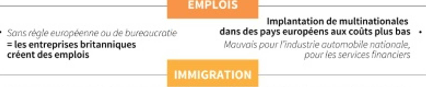 EMPLOIS
• Sans règle européenne ou de bureaucratie
= les entreprises britanniques
créent des emplois
Implantation de multinationales
dans des pays européens aux coûts plus bas •
Mauvais pour l'industrie automobile nationale,
pour les services financiers
IMMIGRATION